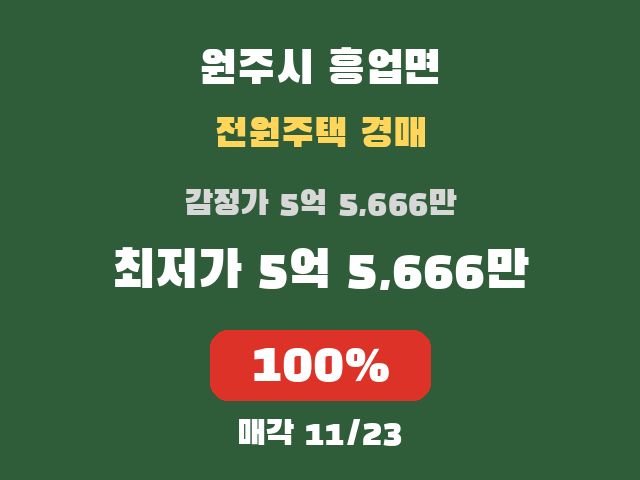 원주시 흥업면
전원주택 경매
감정가 5억 5,666만
최저가 5억 5,666만
100%
매각 11/23